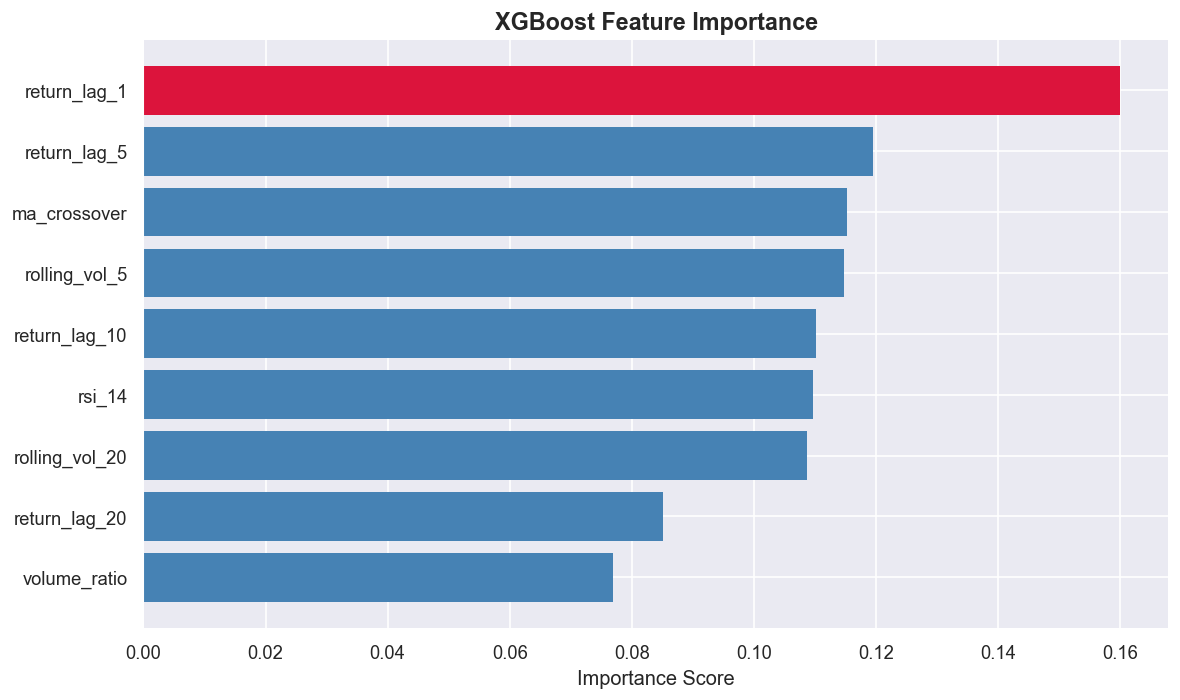 XGBoost Feature Importance
return_lag_1
return_lag_5
ma_crossover
rolling_vol_5
return_lag_10
rsi_14
rolling_vol_20
return_lag_20
volume_ratio
0.00 0.02 0.04 0.06 0.08 0.10 0.12 0.14 0.16
Importance Score